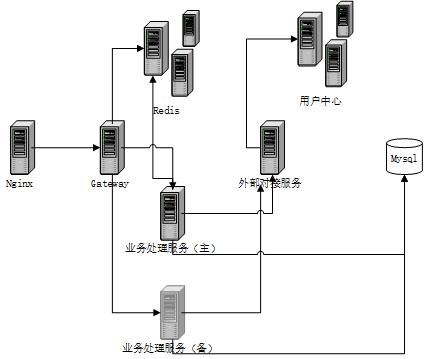 用户中心
Redis
Mysql
Nginx
Gateway
外部对接服务
业务处理服务（主）
业务处理服务（备）